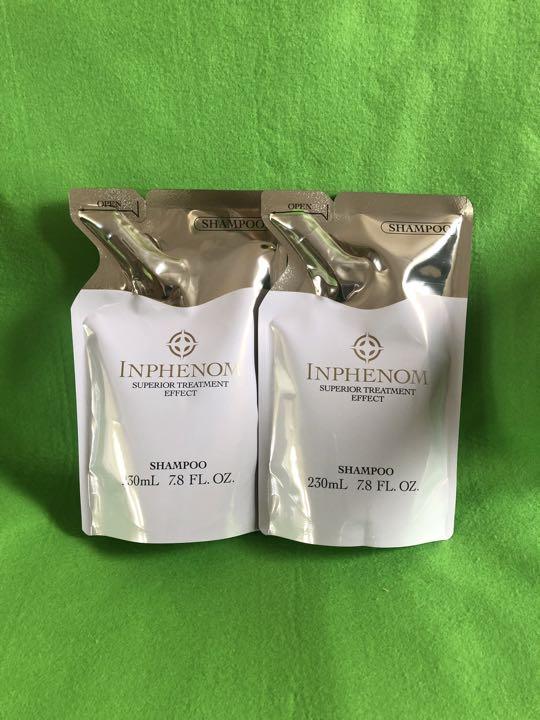 OPEN
SHAMPOO
INPHENOM
SUPERIOR TREATMENT
EFFECT
SHAMPOO
30mL 7.8 FL. OZ.
OPEN
SHAMPOO
INPHENOM
SUPERIOR TREATMENT
EFFECT
SHAMPOO
230mL 7.8 FL. OZ.